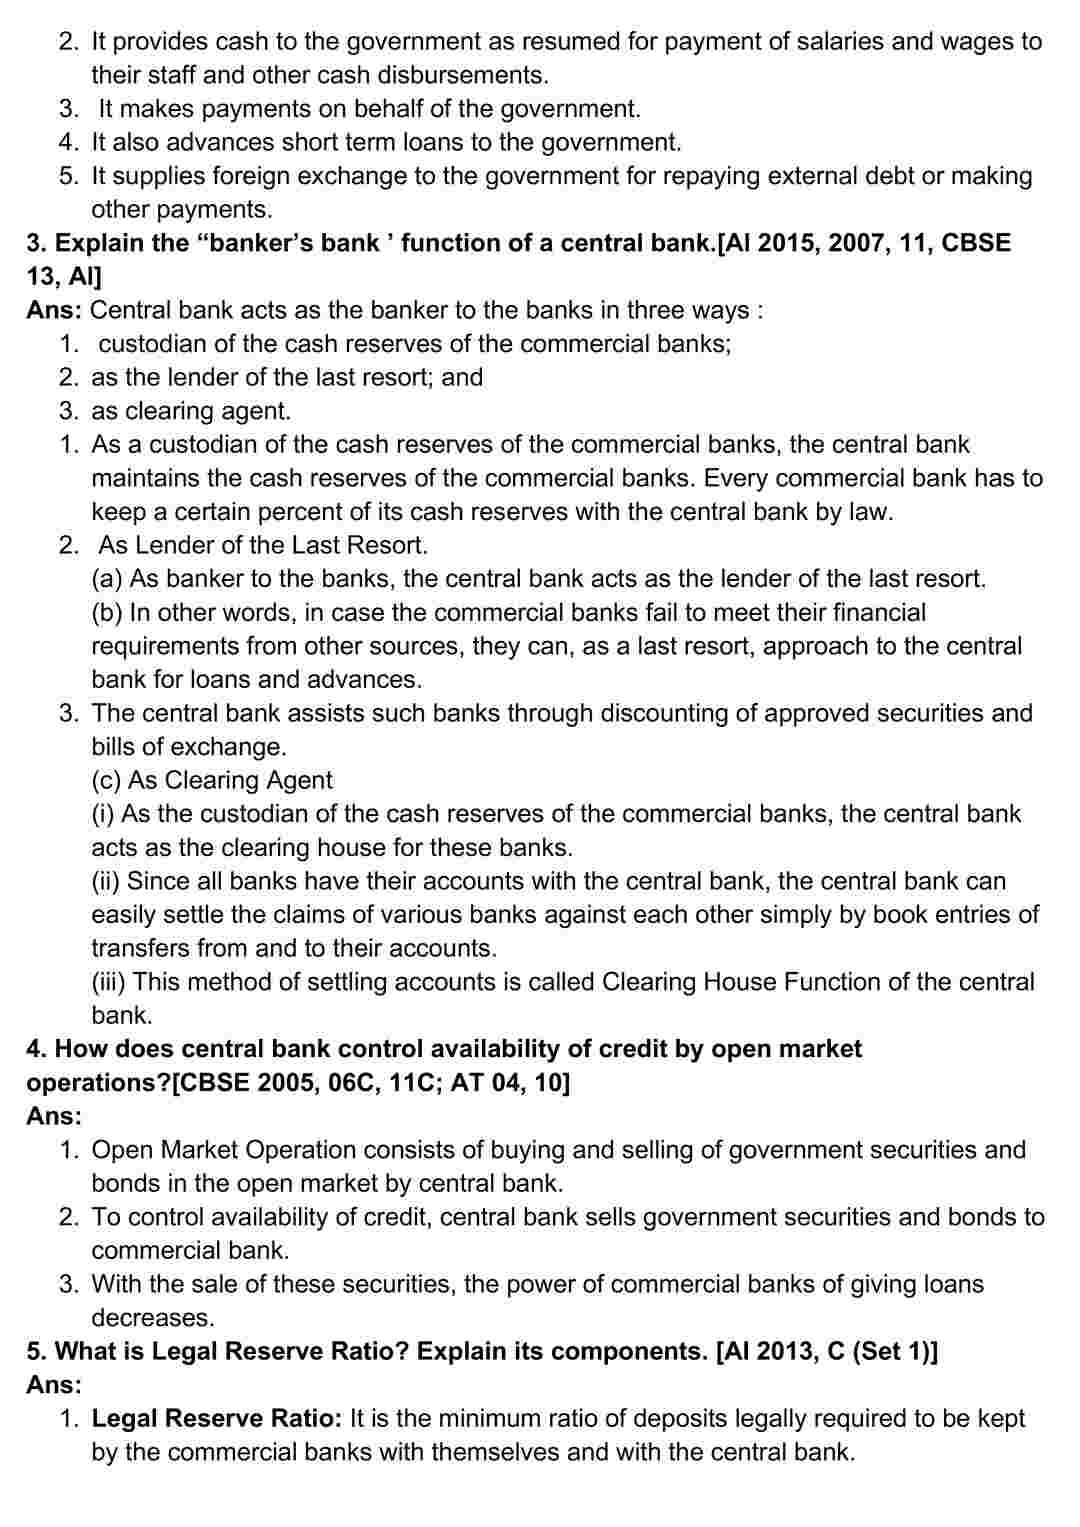 2. It provides cash to the government as resumed for payment of salaries and wages to
their staff and other cash disbursements.
3. It makes payments on behalf of the government.
4. It also advances short term loans to the government.
5. It supplies foreign exchange to the government for repaying external debt or making
other payments.
3. Explain the “banker’s bank ’ function of a central bank.[AI 2015, 2007, 11, CBSE
13, AI]
Ans: Central bank acts as the banker to the banks in three ways :
1. custodian of the cash reserves of the commercial banks;
2. as the lender of the last resort; and
3. as clearing agent.
1. As a custodian of the cash reserves of the commercial banks, the central bank
maintains the cash reserves of the commercial banks. Every commercial bank has to
keep a certain percent of its cash reserves with the central bank by law.
2. As Lender of the Last Resort.
(a) As banker to the banks, the central bank acts as the lender of the last resort.
(b) In other words, in case the commercial banks fail to meet their financial
requirements from other sources, they can, as a last resort, approach to the central
bank for loans and advances.
3. The central bank assists such banks through discounting of approved securities and
bills of exchange.
(c) As Clearing Agent
(i) As the custodian of the cash reserves of the commercial banks, the central bank
acts as the clearing house for these banks.
(ii) Since all banks have their accounts with the central bank, the central bank can
easily settle the claims of various banks against each other simply by book entries of
transfers from and to their accounts.
(iii) This method of settling accounts is called Clearing House Function of the central
bank.
4. How does central bank control availability of credit by open market
operations?[CBSE 2005, 06C, 11C; AT 04, 10]
Ans:
1. Open Market Operation consists of buying and selling of government securities and
bonds in the open market by central bank.
2. To control availability of credit, central bank sells government securities and bonds to
commercial bank.
3. With the sale of these securities, the power of commercial banks of giving loans
decreases.
5. What is Legal Reserve Ratio? Explain its components. [AI 2013, C (Set 1)]
Ans:
1. Legal Reserve Ratio: It is the minimum ratio of deposits legally required to be kept
by the commercial banks with themselves and with the central bank.